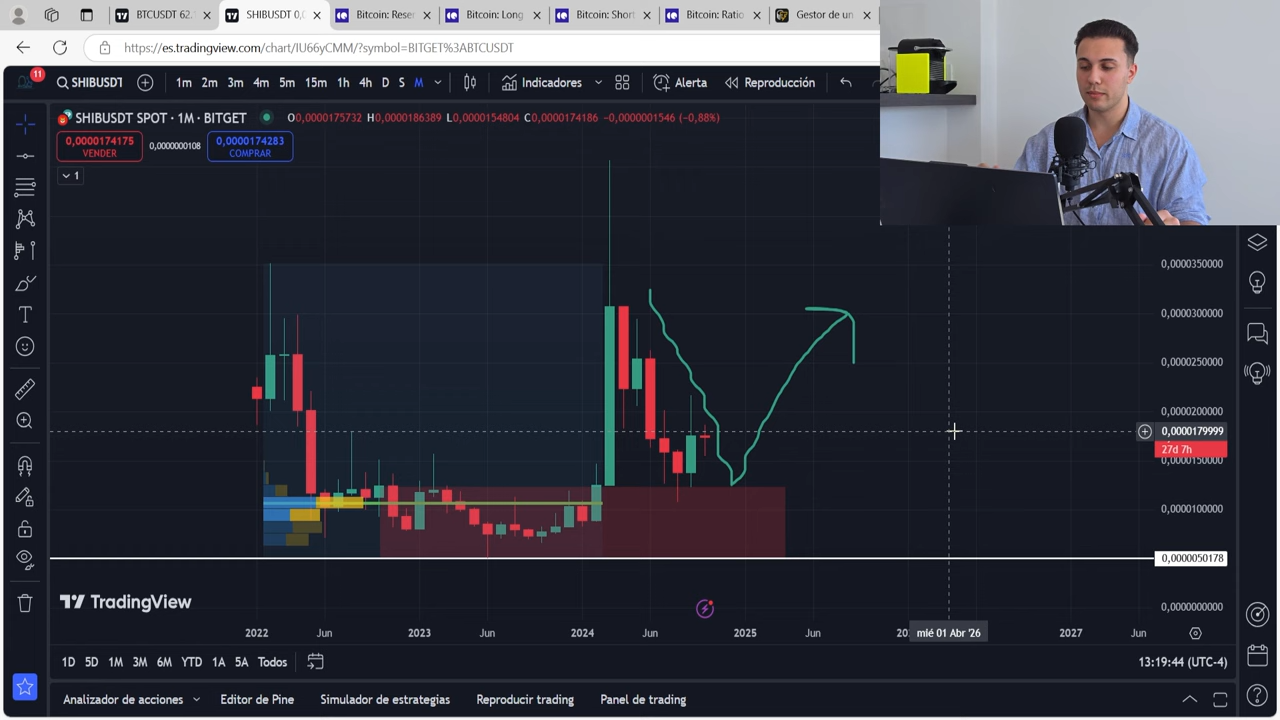 BTCUSDT 62.
SHIBUSDT 0,0
Bitcoin: Reser
Bitcoin: Long
Bitcoin: Short
Bitcoin: Ratio
Gestor de un
https://es.tradingview.com/chart/IU66yCMM/?symbol=BITGET%3ABTCUSDT
11
SHIBUSDT
1m 2m 3m 4m 5m 15m 1h 4h D S M
Indicadores
Alerta
Reproducción
SHIBUSDT SPOT · 1M · BITGET
O0,0000175732 H0,0000186389 L0,0000154804 C0,0000174186 −0,0000001546 (−0,88%)
0,0000174175
VENDER
0,0000000108
0,0000174283
COMPRAR
1
0,0000350000
0,0000300000
0,0000250000
0,0000200000
0,0000179999
27d 7h
0,0000150000
0,0000100000
0,0000050178
0,0000000000
TradingView
2022 Jun 2023 Jun 2024 Jun 2025 Jun 20 mié 01 Abr '26 2027 Jun
1D 5D 1M 3M 6M YTD 1A 5A Todos
13:19:44 (UTC-4)
Analizador de acciones
Editor de Pine
Simulador de estrategias
Reproducir trading
Panel de trading